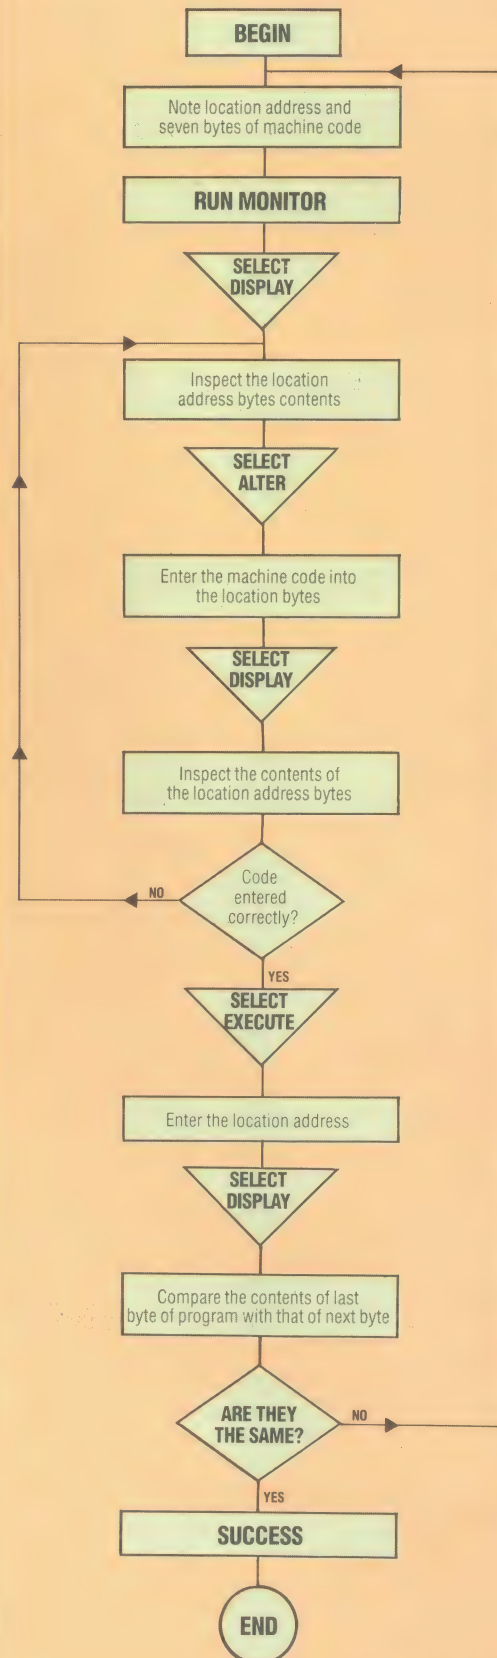 BEGIN
Note location address and
seven bytes of machine code
RUN MONITOR
SELECT
DISPLAY
Inspect the location
address bytes contents
SELECT
ALTER
Enter the machine code into
the location bytes
SELECT
DISPLAY
Inspect the contents of
the location address bytes
Code
entered
correctly?
NO
YES
SELECT
EXECUTE
Enter the location address
SELECT
DISPLAY
Compare the contents of last
byte of program with that of next byte
ARE THEY
THE SAME?
NO
YES
SUCCESS
END